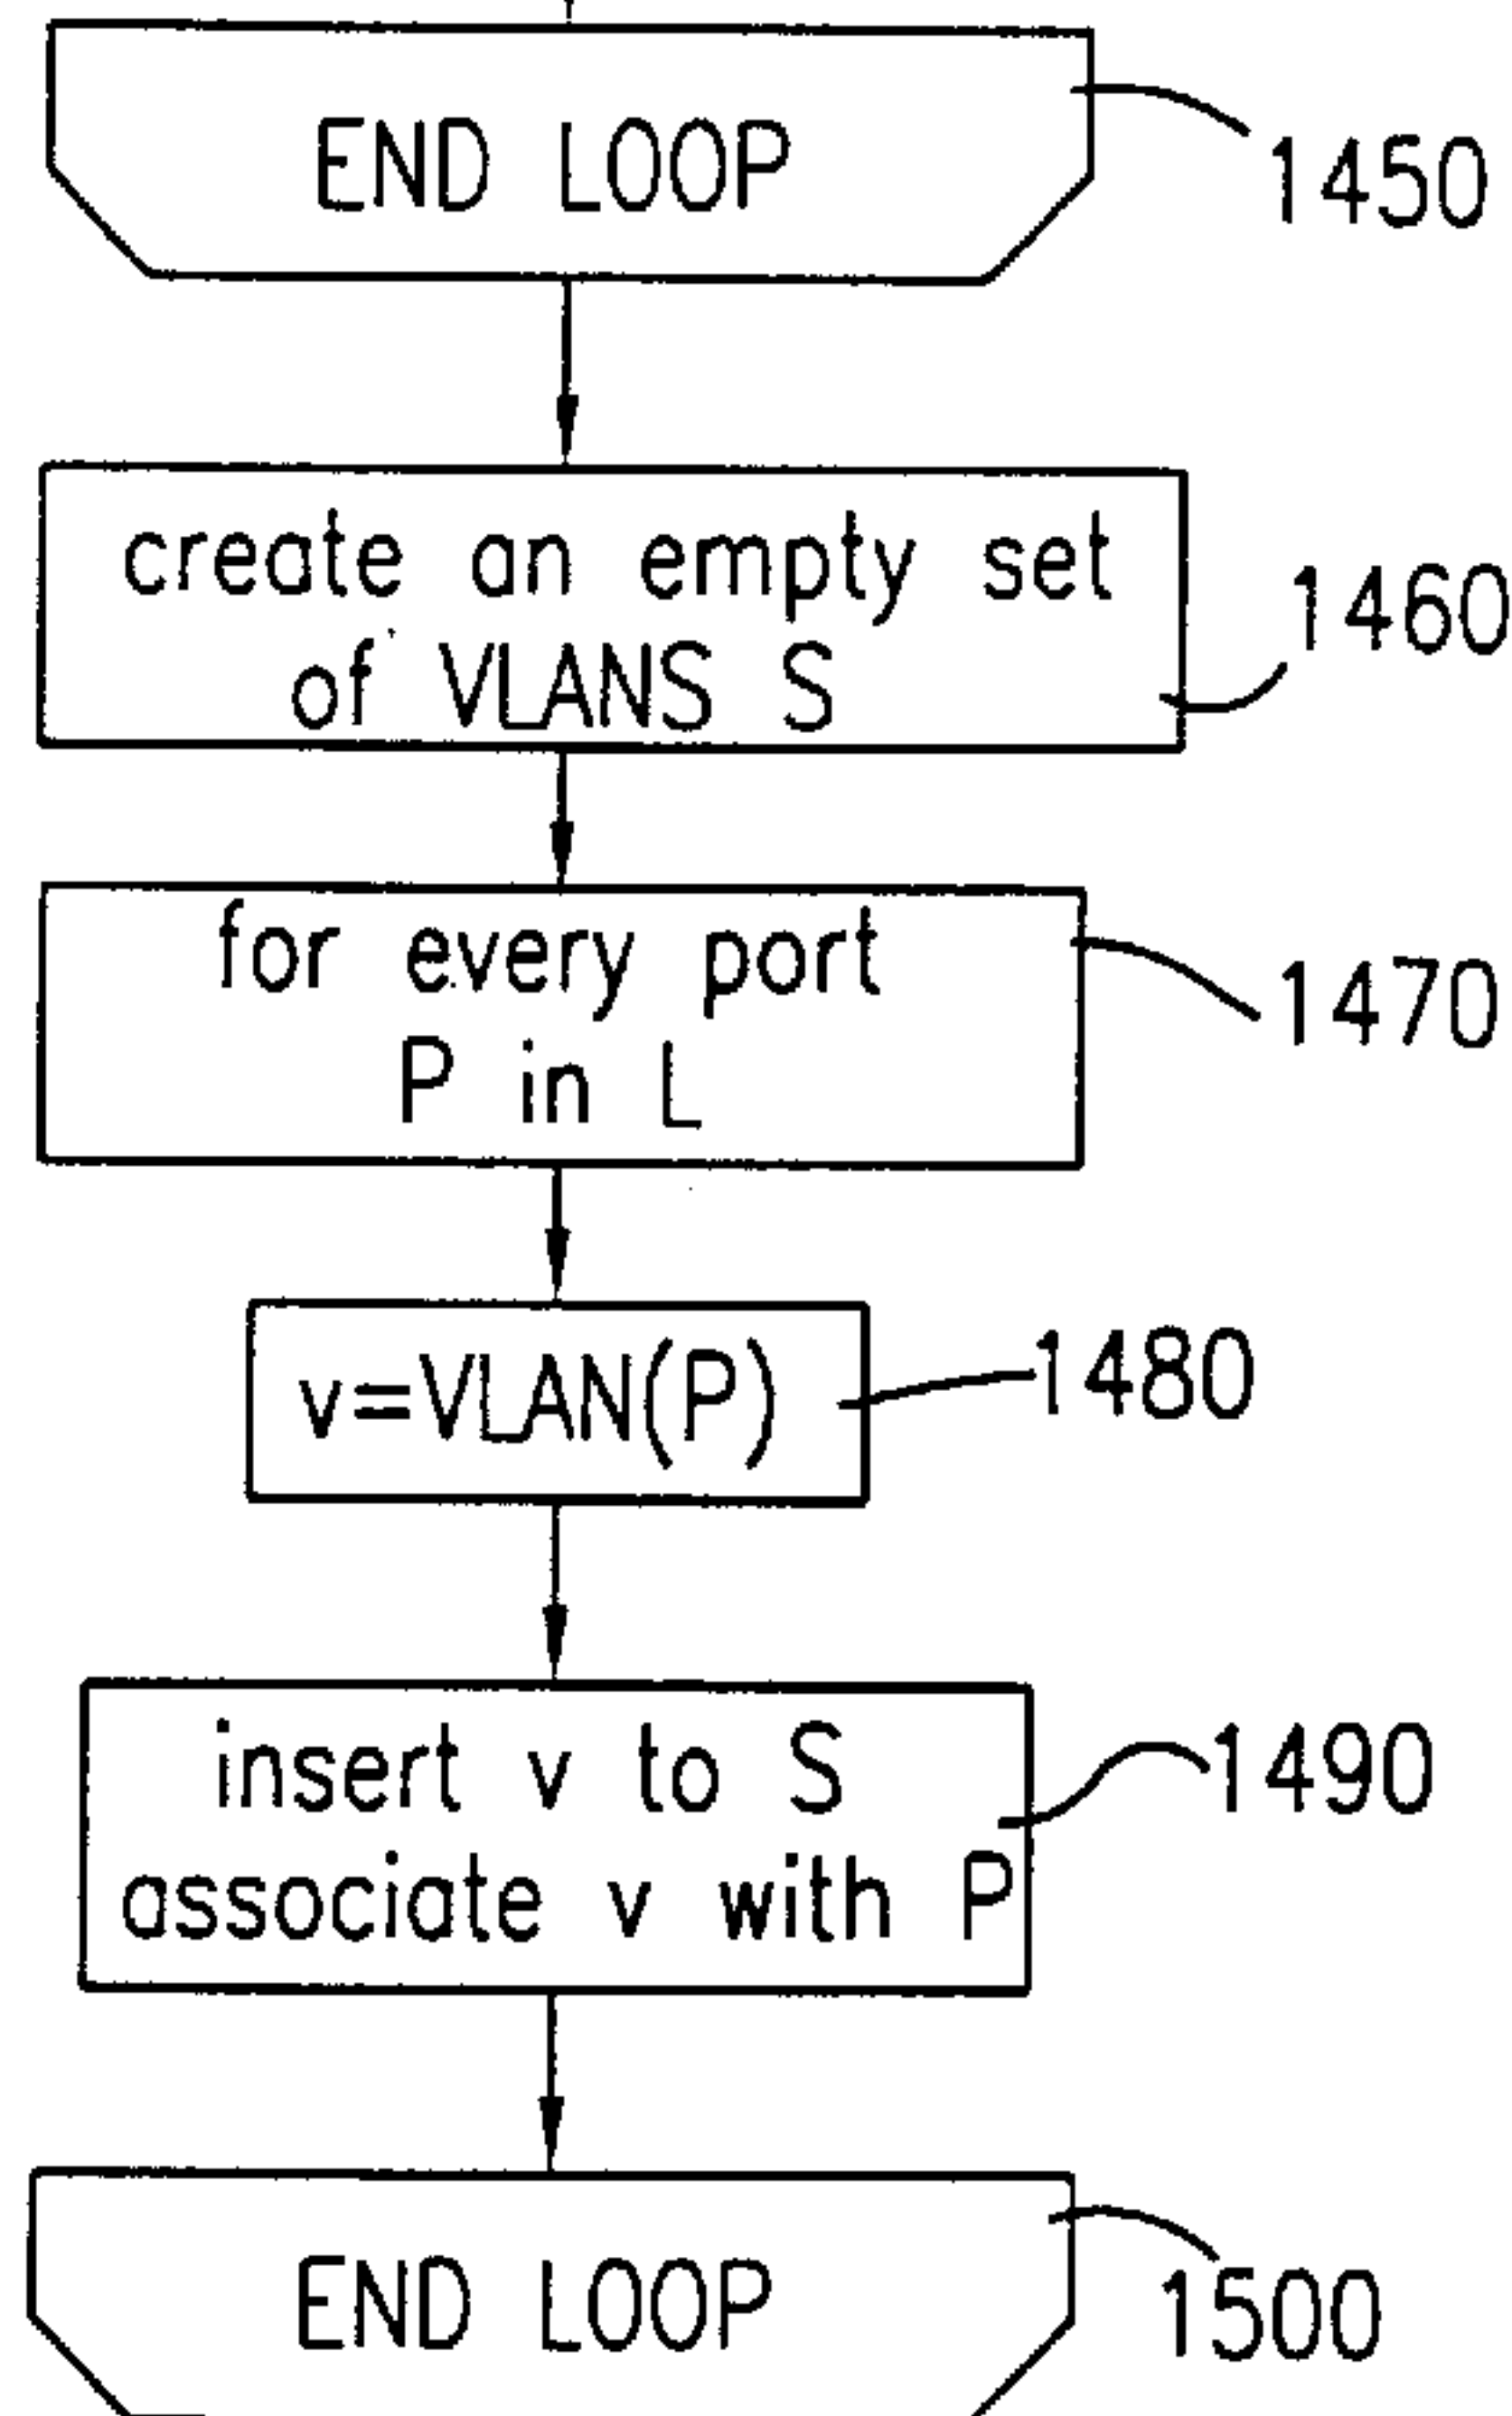 END LOOP
1450
create an empty set
of VLANS S
1460
for every port
P in L
1470
v=VLAN(P)
1480
insert v to S
associate v with P
1490
END LOOP
1500